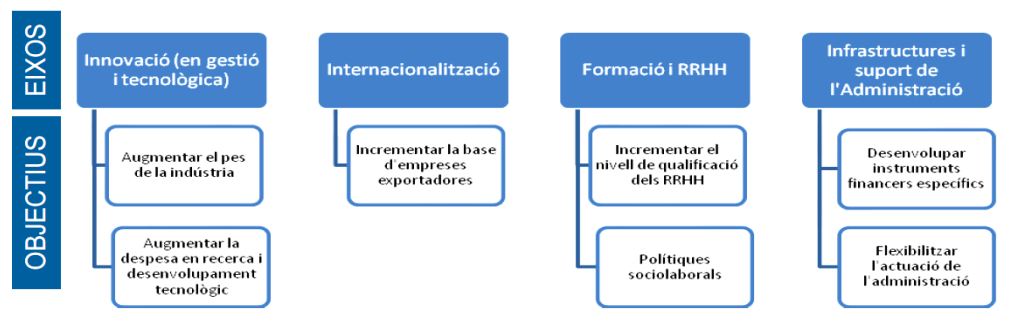 EIXOS
Innovació (en gestió
i tecnològica)
Internacionalització
Formació i RRHH
Infrastructures i
suport de
l'Administració
OBJECTIUS
Augmentar el pes
de la indústria
Augmentar la
despesa en recerca i
desenvolupament
tecnològic
Incrementar la base
d'empreses
exportadores
Incrementar el
nivell de qualificació
dels RRHH
Polítiques
sociolaborals
Desenvolupar
instruments
financers específics
Flexibilitzar
l'actuació de
l'administració